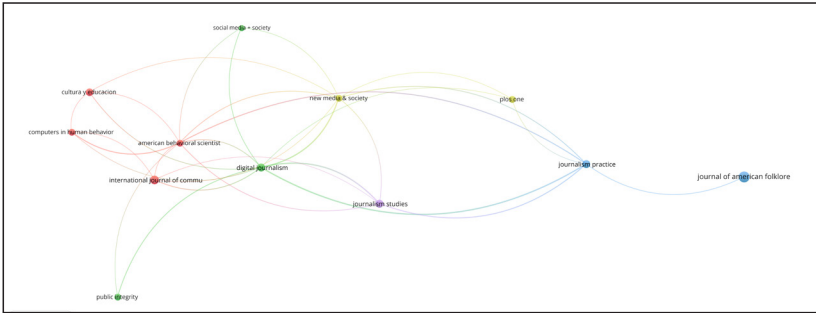 social media + society
cultura y educacion
new media & society
plos one
computers in human behavior
american behavioral scientist
digital journalism
journalism practice
international journal of commu
journal of american folklore
journalism studies
public integrity